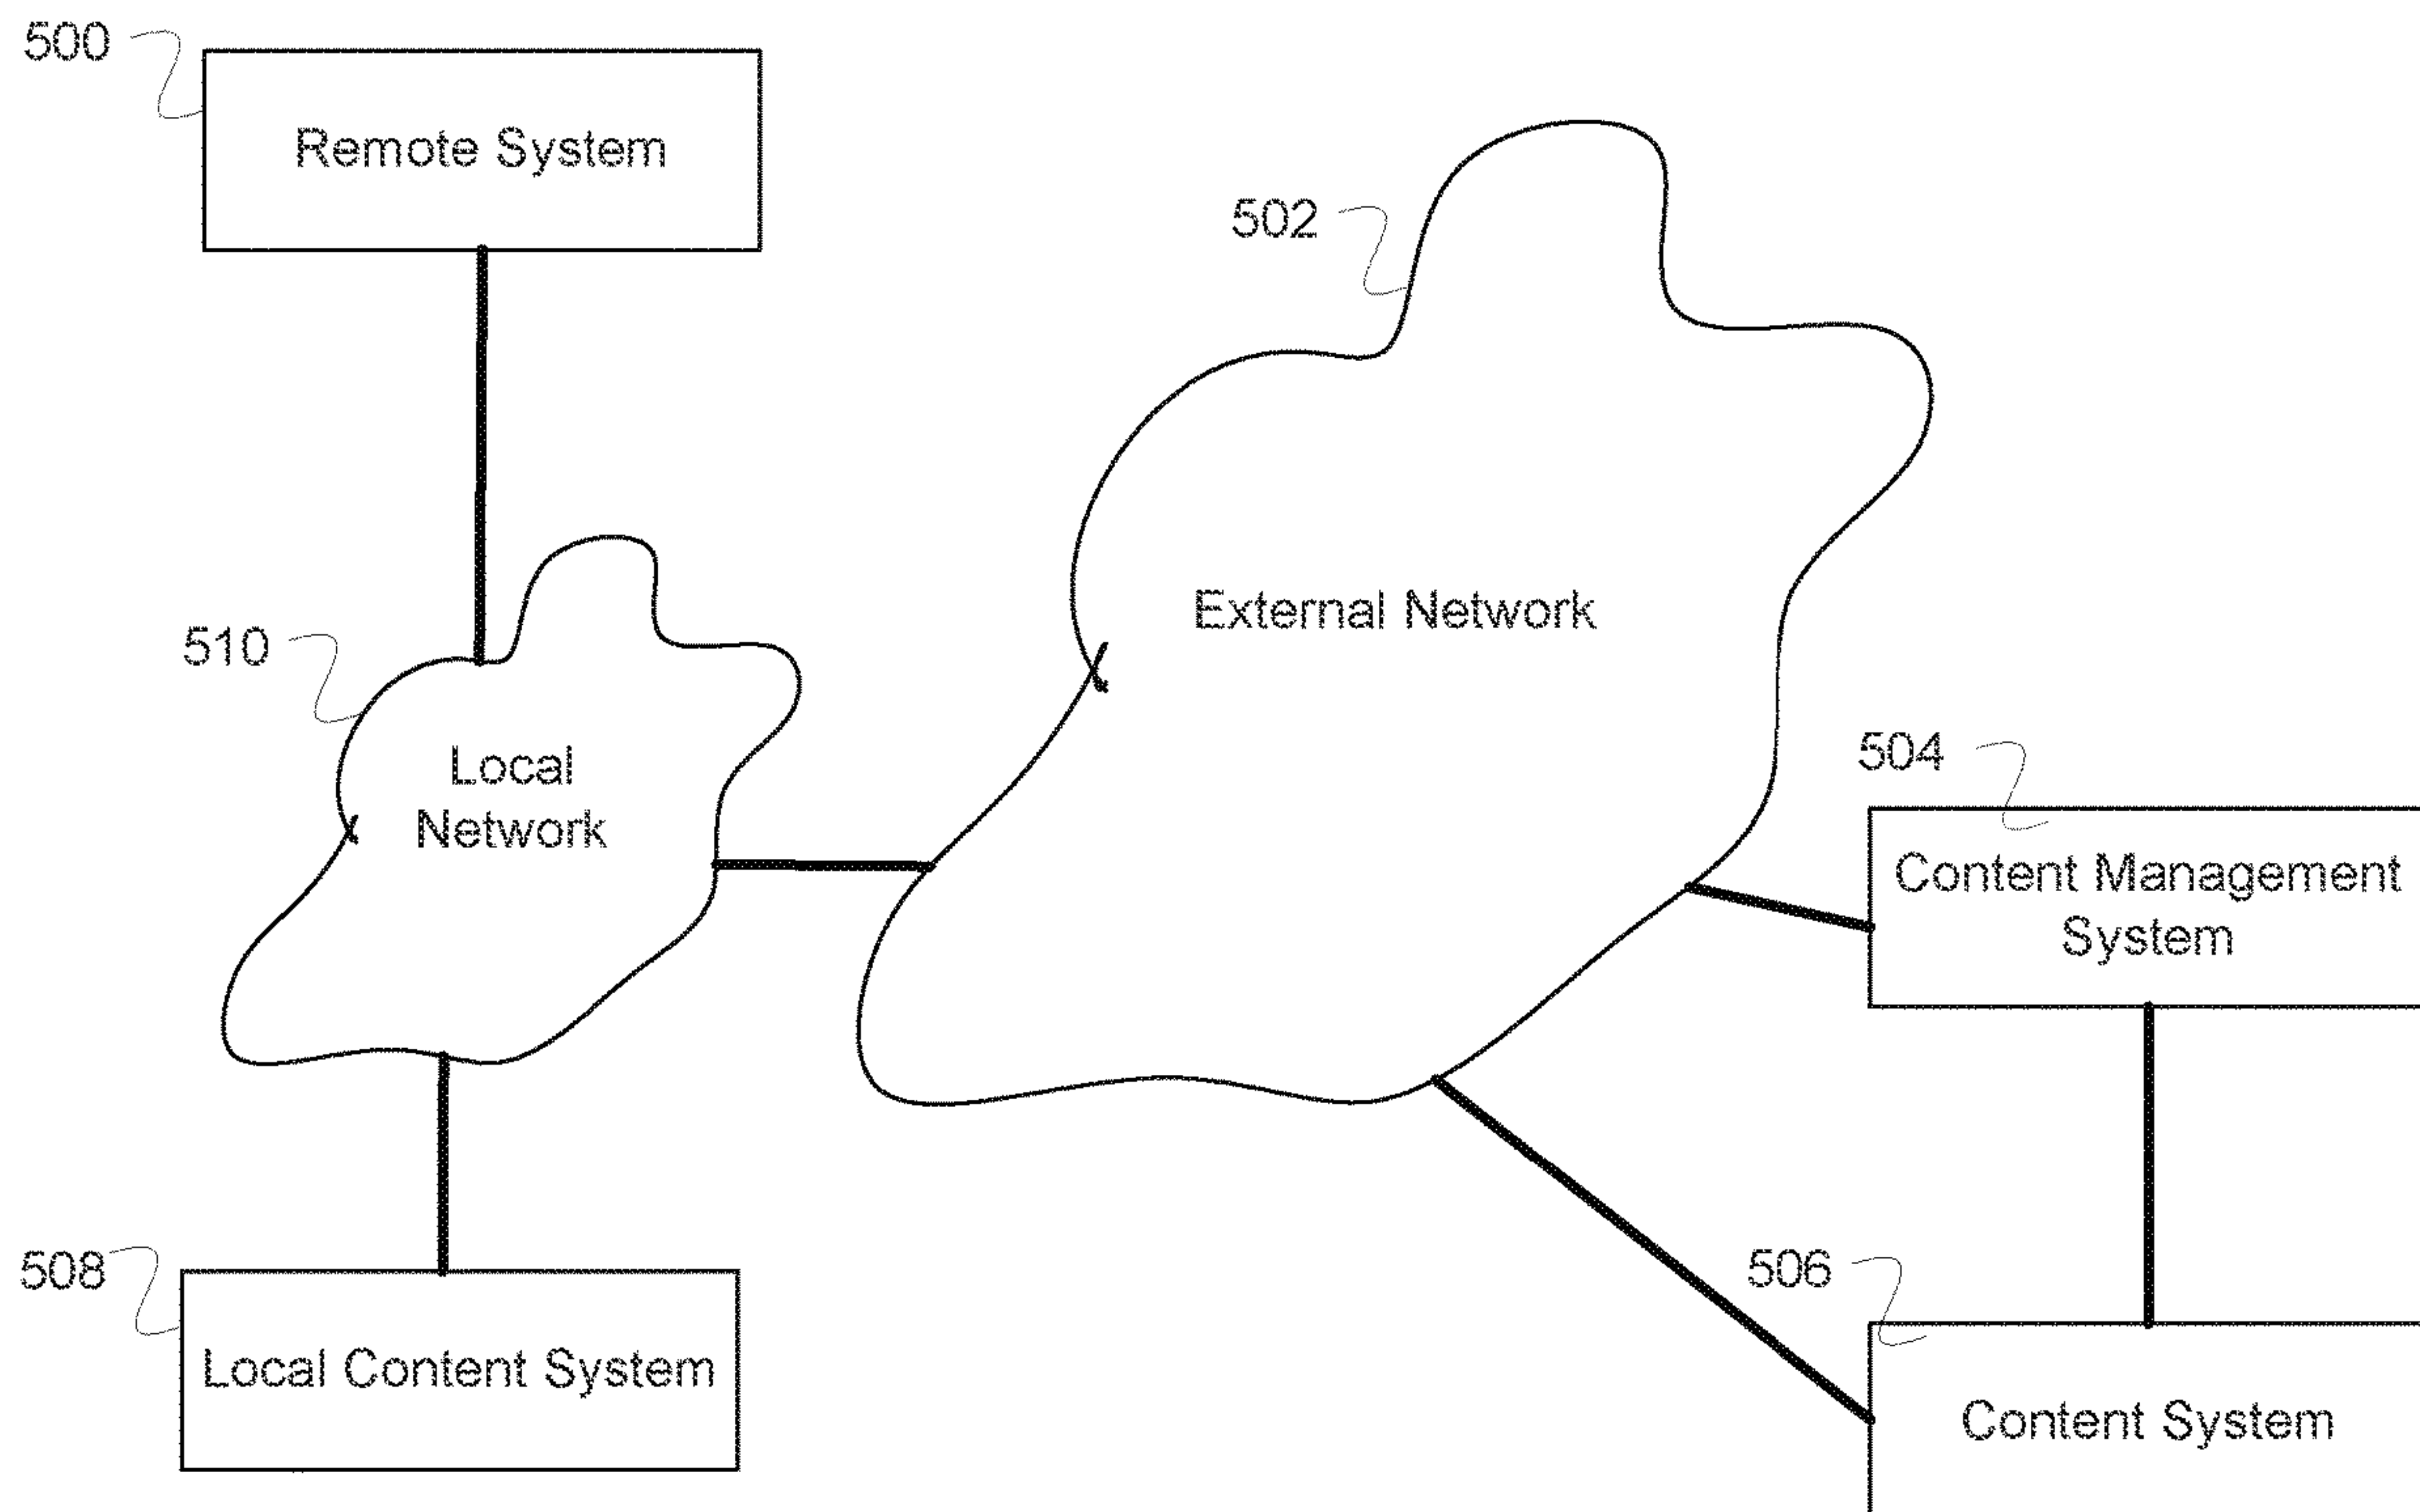 500
Remote System
502
External Network
510
Local
Network
504
Content Management
System
508
Local Content System
506
Content System